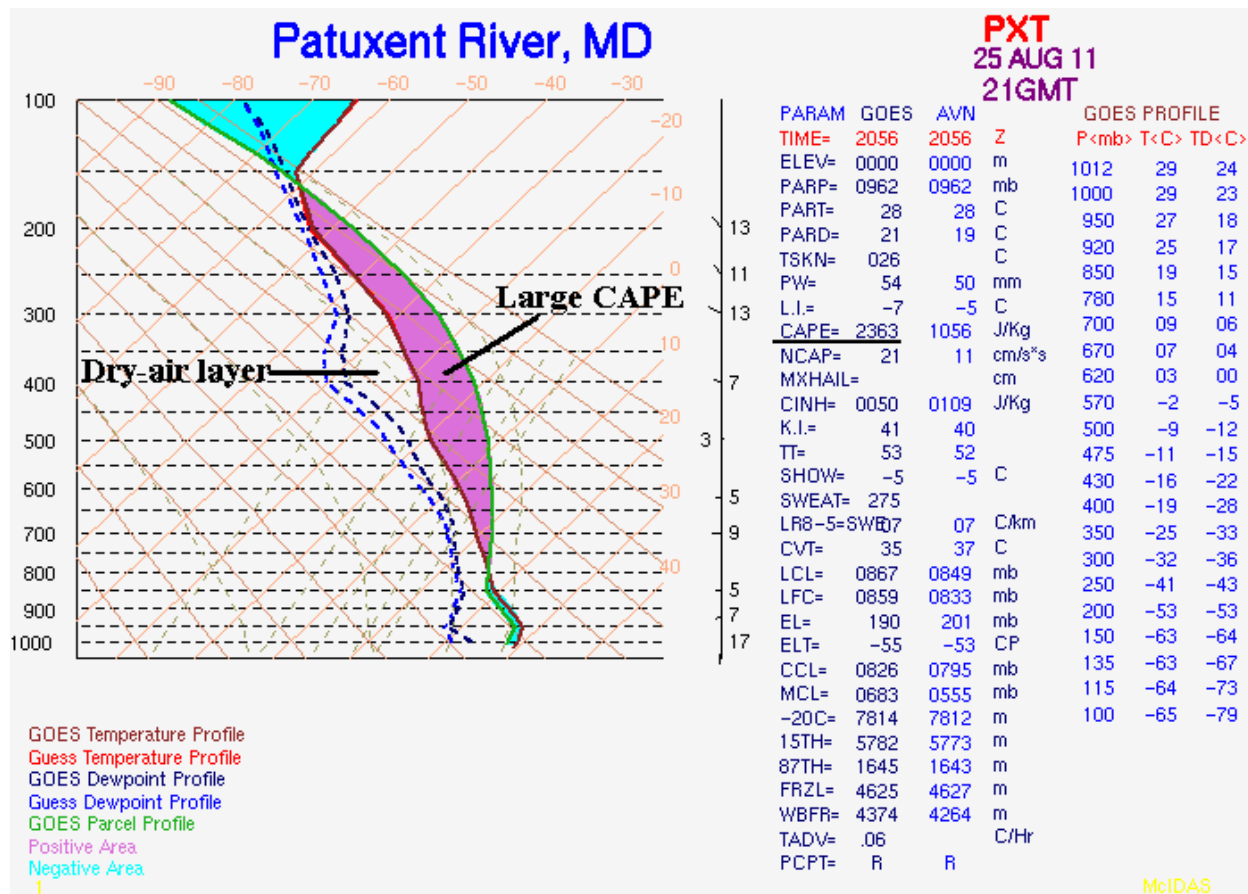 Patuxent River, MD
PXT
25 AUG 11
21GMT
-90 -80 -70 -60 -50 -40 -30
-20
-10
0
10
20
30
40
100
200
300
400
500
600
700
800
900
1000
Large CAPE
Dry-air layer
13
11
13
7
3
5
9
5
7
17
PARAM GOES AVN
TIME= 2056 2056 Z
ELEV= 0000 0000 m
PARP= 0962 0962 mb
PART= 28 28 C
PARD= 21 19 C
TSKN= 026 C
PW= 54 50 mm
L.I.= -7 -5 C
CAPE= 2363 1056 J/Kg
NCAP= 21 11 cm/s*s
MXHAIL= cm
CINH= 0050 0109 J/Kg
K.I.= 41 40
TT= 53 52
SHOW= -5 -5 C
SWEAT= 275
LR8-5= 07 C/km
CVT= 35 37 C
LCL= 0867 0849 mb
LFC= 0859 0833 mb
EL= 190 201 mb
ELT= -55 -53 CP
CCL= 0826 0795 mb
MCL= 0683 0555 mb
-20C= 7814 7812 m
15TH= 5782 5773 m
87TH= 1645 1643 m
FRZL= 4625 4627 m
WBFR= 4374 4264 m
TADV= .06 C/Hr
PCPT= R R
GOES PROFILE
P<mb> T<C> TD<C>
1012 29 24
1000 29 23
950 27 18
920 25 17
850 19 15
780 15 11
700 09 06
670 07 04
620 03 00
570 -2 -5
500 -9 -12
475 -11 -15
430 -16 -22
400 -19 -28
350 -25 -33
300 -32 -36
250 -41 -43
200 -53 -53
150 -63 -64
135 -63 -67
115 -64 -73
100 -65 -79
GOES Temperature Profile
Guess Temperature Profile
GOES Dewpoint Profile
Guess Dewpoint Profile
GOES Parcel Profile
Positive Area
Negative Area
1
McIDAS